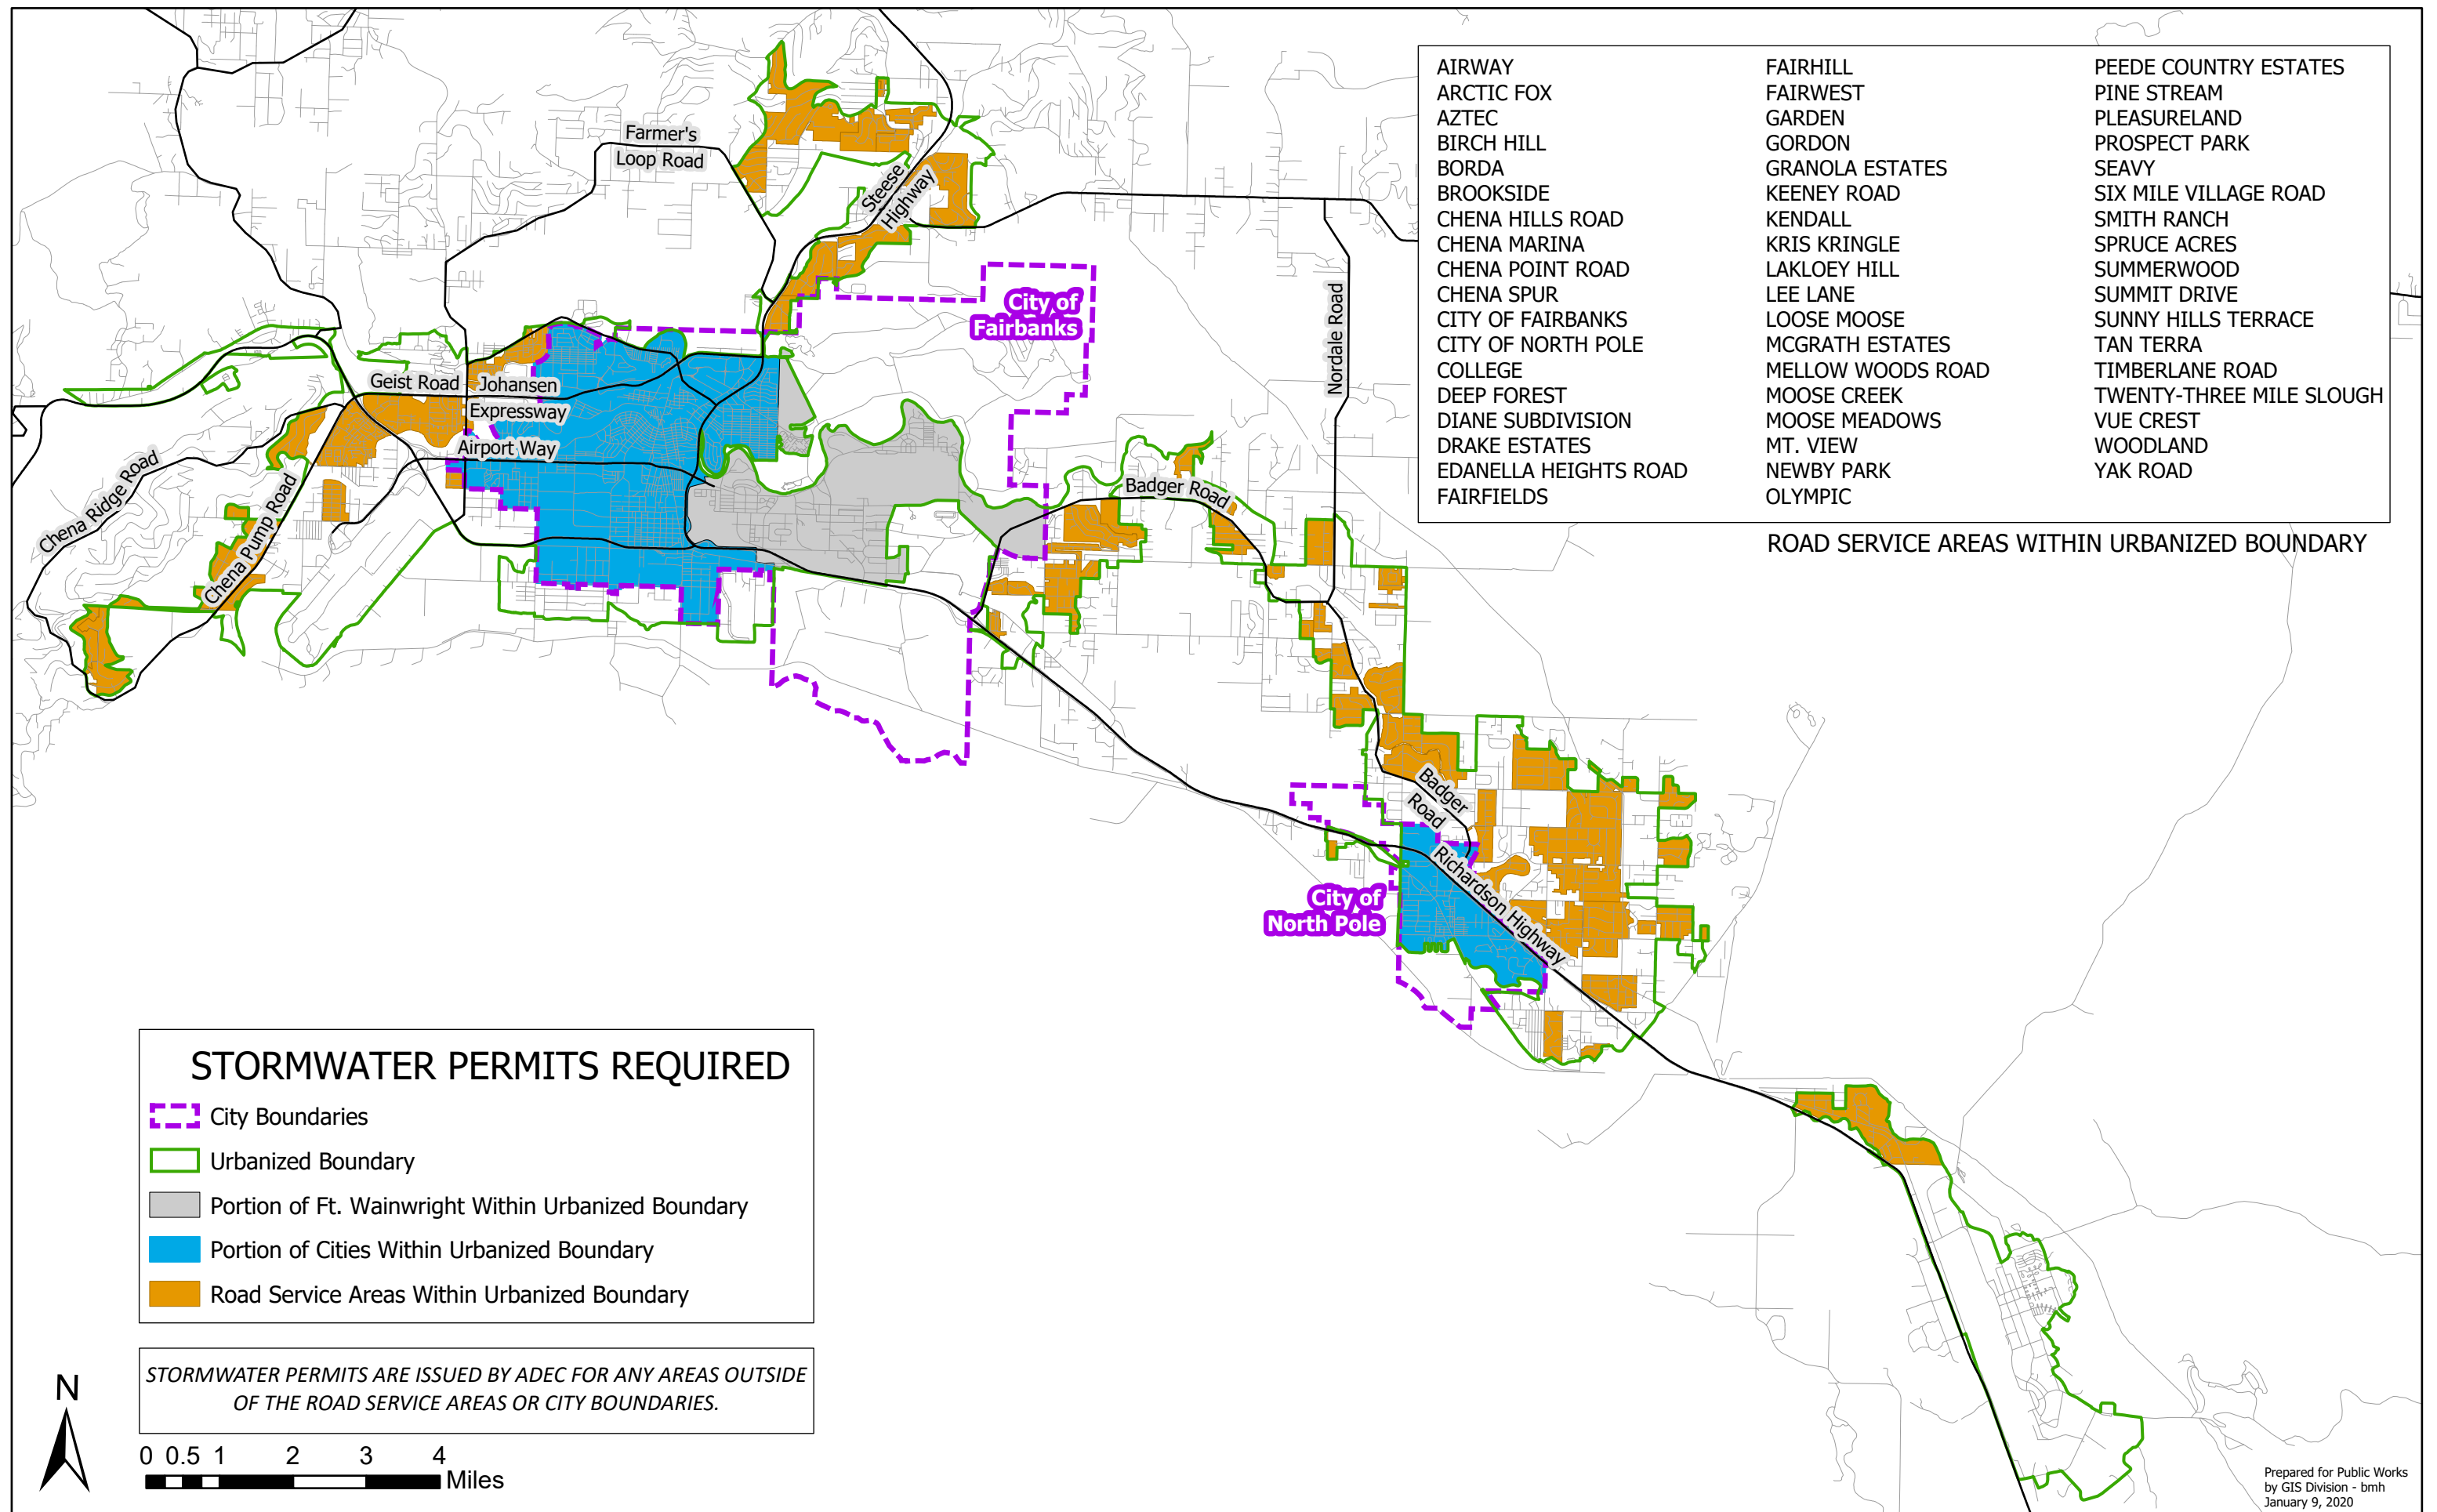 AIRWAY
ARCTIC FOX
AZTEC
BIRCH HILL
BORDA
BROOKSIDE
CHENA HILLS ROAD
CHENA MARINA
CHENA POINT ROAD
CHENA SPUR
CITY OF FAIRBANKS
CITY OF NORTH POLE
COLLEGE
DEEP FOREST
DIANE SUBDIVISION
DRAKE ESTATES
EDANELLA HEIGHTS ROAD
FAIRFIELDS
FAIRHILL
FAIRWEST
GARDEN
GORDON
GRANOLA ESTATES
KEENEY ROAD
KENDALL
KRIS KRINGLE
LAKLOEY HILL
LEE LANE
LOOSE MOOSE
MCGRATH ESTATES
MELLOW WOODS ROAD
MOOSE CREEK
MOOSE MEADOWS
MT. VIEW
NEWBY PARK
OLYMPIC
PEEDE COUNTRY ESTATES
PINE STREAM
PLEASURELAND
PROSPECT PARK
SEAVY
SIX MILE VILLAGE ROAD
SMITH RANCH
SPRUCE ACRES
SUMMERWOOD
SUMMIT DRIVE
SUNNY HILLS TERRACE
TAN TERRA
TIMBERLANE ROAD
TWENTY-THREE MILE SLOUGH
VUE CREST
WOODLAND
YAK ROAD
ROAD SERVICE AREAS WITHIN URBANIZED BOUNDARY
Farmer's
Loop Road
Steese
Highway
City of
Fairbanks
Nordale Road
Geist Road
Johansen
Expressway
Airport Way
Chena Ridge Road
Chena Pump Road
Badger Road
Badger
Road
Richardson Highway
City of
North Pole
STORMWATER PERMITS REQUIRED
City Boundaries
Urbanized Boundary
Portion of Ft. Wainwright Within Urbanized Boundary
Portion of Cities Within Urbanized Boundary
Road Service Areas Within Urbanized Boundary
STORMWATER PERMITS ARE ISSUED BY ADEC FOR ANY AREAS OUTSIDE
OF THE ROAD SERVICE AREAS OR CITY BOUNDARIES.
N
0 0.5 1 2 3 4
Miles
Prepared for Public Works
by GIS Division - bmh
January 9, 2020